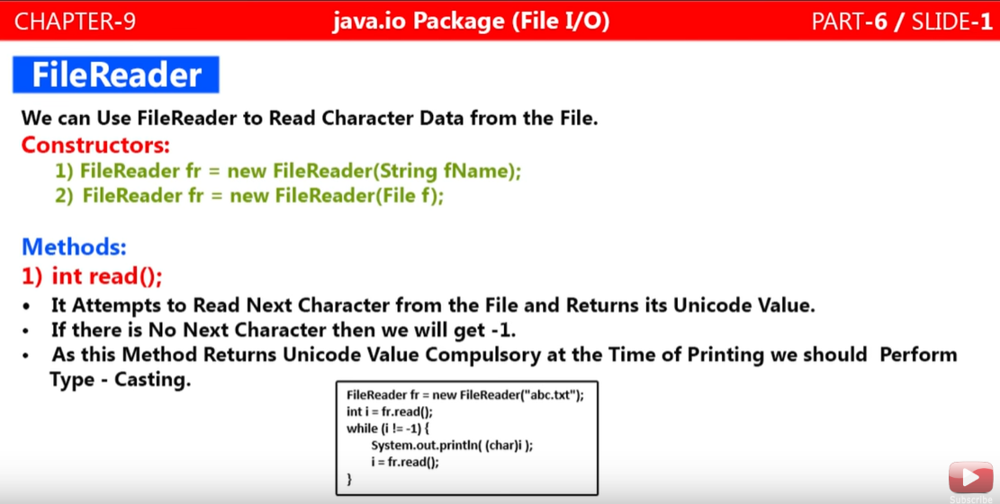 CHAPTER-9 java.io Package (File I/O) PART-6 / SLIDE-1
FileReader
We can Use FileReader to Read Character Data from the File.
Constructors:
1) FileReader fr = new FileReader(String fName);
2) FileReader fr = new FileReader(File f);
Methods:
1) int read();
• It Attempts to Read Next Character from the File and Returns its Unicode Value.
• If there is No Next Character then we will get -1.
• As this Method Returns Unicode Value Compulsory at the Time of Printing we should Perform
Type - Casting.
FileReader fr = new FileReader("abc.txt");
int i = fr.read();
while (i != -1) {
System.out.println( (char)i );
i = fr.read();
}
Subscribe